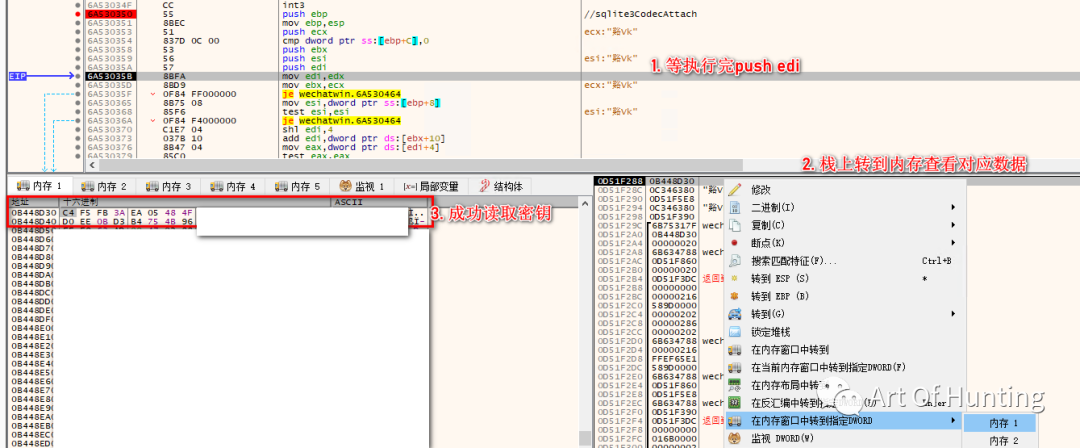 6A53034F CC int3
6A530350 55 push ebp //sqlite3CodecAttach
6A530351 8BEC mov ebp,esp
6A530353 51 push ecx ecx:"谿Vk"
6A530354 837D 0C 00 cmp dword ptr ss:[ebp+C],0
6A530358 53 push ebx
6A530359 56 push esi esi:"谿Vk"
6A53035A 57 push edi
1. 等执行完push edi
EIP 6A53035B 8BFA mov edi,edx
6A53035D 8BD9 mov ebx,ecx ecx:"谿Vk"
6A53035F 0F84 FF000000 je wechatwin.6A530464
6A530365 8B75 08 mov esi,dword ptr ss:[ebp+8]
6A530368 85F6 test esi,esi esi:"谿Vk"
6A53036A 0F84 F4000000 je wechatwin.6A530464
6A530370 C1E7 04 shl edi,4
6A530373 037B 10 add edi,dword ptr ds:[ebx+10]
6A530376 8B47 04 mov eax,dword ptr ds:[edi+4]
6A530379 85C0 test eax,eax
2. 栈上转到内存查看对应数据
内存 1 内存 2 内存 3 内存 4 内存 5 监视 1 |x=|局部变量 结构体
地址 十六进制 ASCII
0B448D30 C4 F5 FB 3A EA 05 48 4F
0B448D40 D0 EE 0B D3 B4 75 4B 96
3. 成功读取密钥
0B448D50
0B448D60
0B448D70
0B448D80
0B448D90
0B448DA0
0B448DB0
0B448DC0
0B448DD0
0B448DE0
0B448DF0
0B448E00
0B448E10
0B448E20
0B448E30
0B448E40
0B448E50
0B448E60
0B448E70
0B448E80
0B448E90
0B448EA0
0B448EB0
0B448EC0
0B448ED0
0D51F288 0B448D30
0D51F28C 0C346380 "谿V
0D51F290 0D51F5E8
0D51F294 0C346380 "谿V
0D51F298 0D51F390
0D51F29C 6B75317F wech
0D51F2A0 0B448D30
0D51F2A4 00000020
0D51F2A8 6B634788 wech
0D51F2AC 0D51F860
0D51F2B0 00000020
0D51F2B4 0D51F3DC 返回到
0D51F2B8 00000000
0D51F2BC 00000216
0D51F2C0 589D0000
0D51F2C4 00000202
0D51F2C8 00000286
0D51F2CC 00000202
0D51F2D0 6B634788 wech
0D51F2D4 00000216
0D51F2D8 FFEF65E1
0D51F2DC 589D0000
0D51F2E0 6B634788 wech
0D51F2E4 0D51F860
0D51F2E8 0D51F5E8
0D51F2EC 6B634788 wech
0D51F2F0 0D51F390
0D51F2F4 0D51F3DC 返回到
0D51F2F8 00000000
0D51F2FC 01680000
修改
二进制(I)
复制(C)
断点(K)
搜索匹配特征(F)... Ctrl+B
转到 ESP (S) *
转到 EBP (B)
转到(G)
锁定堆栈
在内存窗口中转到
在当前内存窗口中转到指定DWORD(F)
在内存布局中转
在反汇编中转到 Enter
在内存窗口中转到指定DWORD
监视 DWORD(W)
内存 1
内存 2
Art Of Hunting